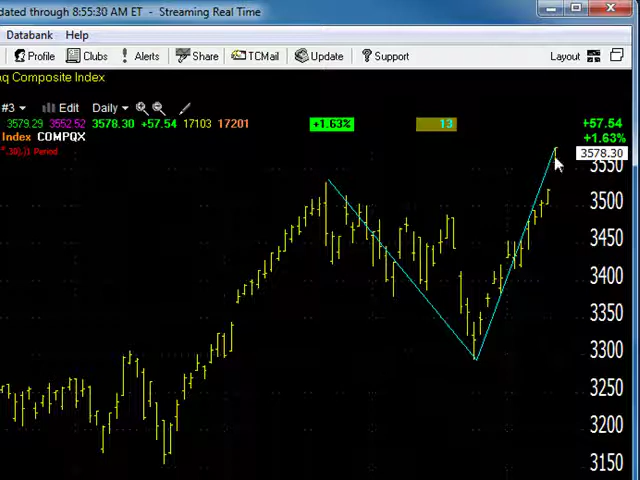 dated through 8:55:30 AM ET - Streaming Real Time
Databank Help
Profile Clubs Alerts Share TCMail Update Support Layout
aq Composite Index
#3 Edit Daily
3579.29 3552.52 3578.30 +57.54 17103 17201 +1.63% 13 +57.54
Index COMPQX +1.63%
Period
3578.30
3550
3500
3450
3400
3350
3300
3250
3200
3150